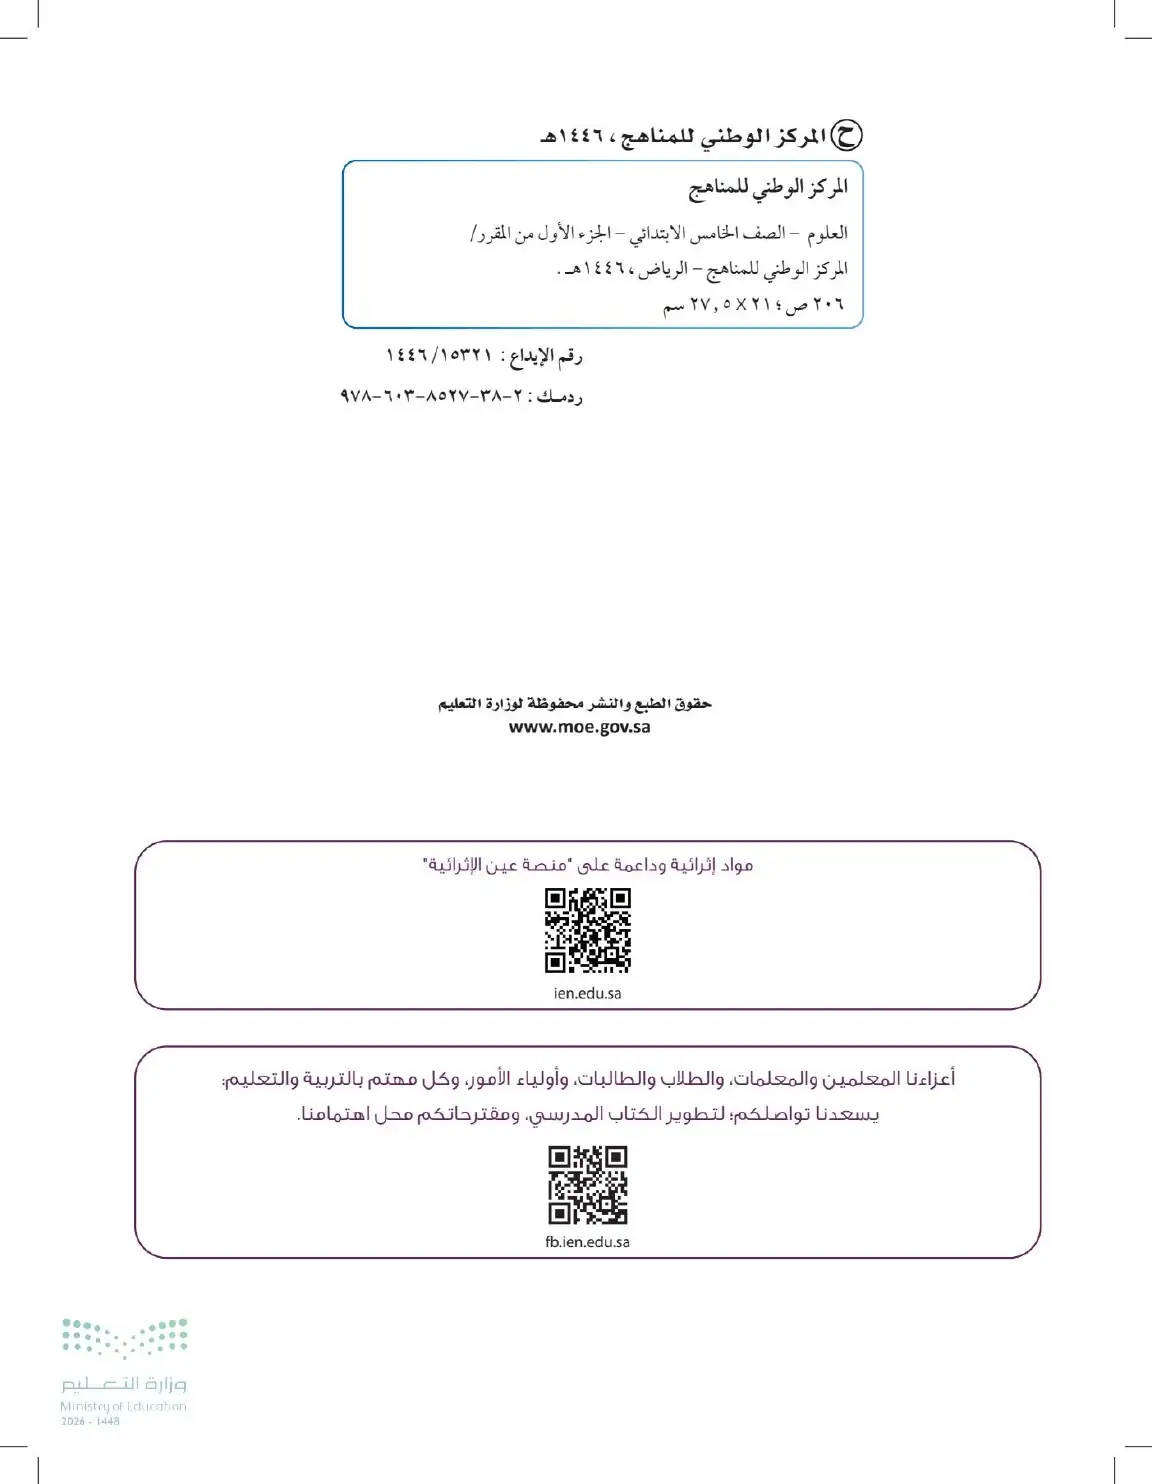 ح المركز الوطني للمناهج ، ١٤٤٦هـ
المركز الوطني للمناهج
العلوم - الصف الخامس الابتدائي - الجزء الأول من المقرر/
المركز الوطني للمناهج - الرياض ، ١٤٤٦هـ .
٢٠٦ ص ؛ ٢١ X ٢٧,٥ سم
رقم الإيداع : ١٤٤٦/١٥٣٢١
ردمـك : ٢-٣٨-٨٥٢٧-٦٠٣-٩٧٨
حقوق الطبع والنشر محفوظة لوزارة التعليم
www.moe.gov.sa
مواد إثرائية وداعمة على "منصة عين الإثرائية"
ien.edu.sa
أعزاءنا المعلمين والمعلمات، والطلاب والطالبات، وأولياء الأمور، وكل مهتم بالتربية والتعليم:
يسعدنا تواصلكم؛ لتطوير الكتاب المدرسي، ومقترحاتكم محل اهتمامنا.
fb.ien.edu.sa
وزارة التعـــليم
Ministry of Education
2026 - 1448